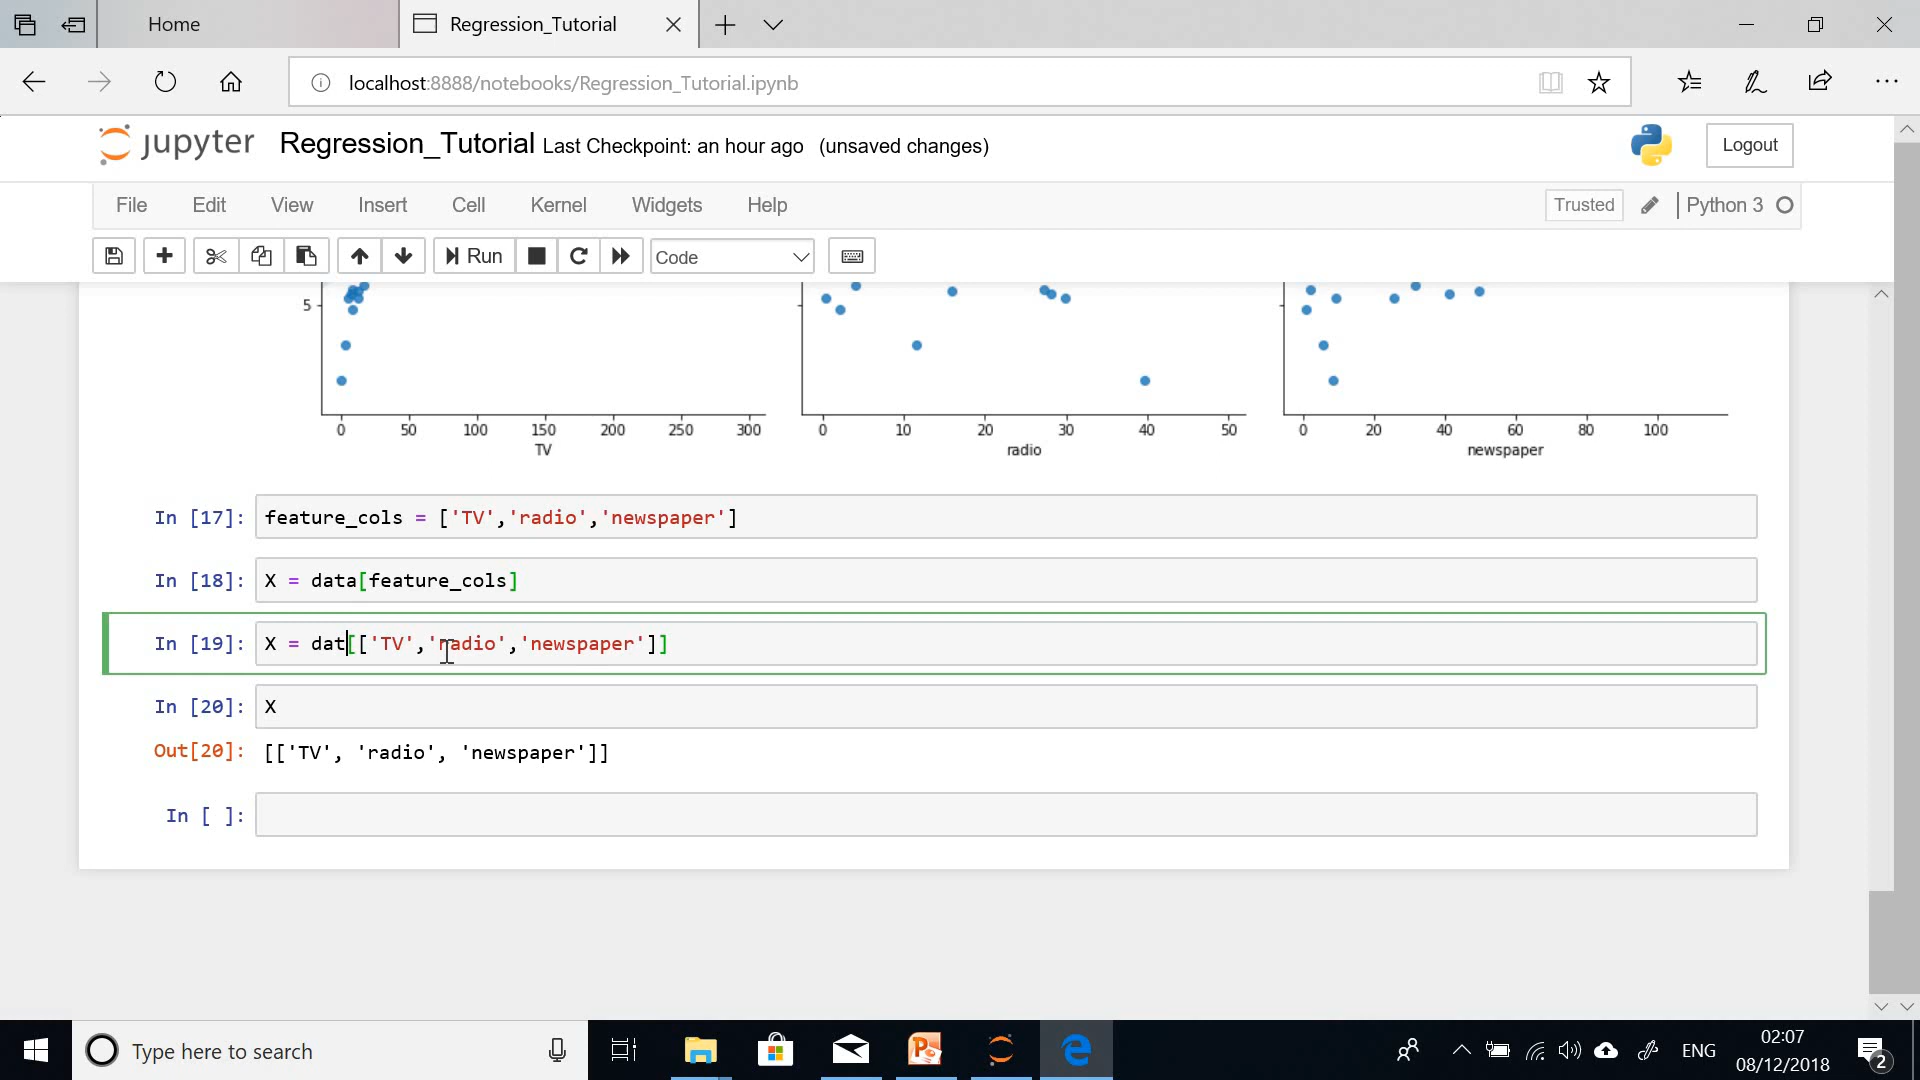 Home
Regression_Tutorial
localhost:8888/notebooks/Regression_Tutorial.ipynb
jupyter Regression_Tutorial Last Checkpoint: an hour ago (unsaved changes)
Logout
File Edit View Insert Cell Kernel Widgets Help
Trusted
Python 3
Run
Code
5
0 50 100 150 200 250 300
0 10 20 30 40 50
0 20 40 60 80 100
TV
radio
newspaper
In [17]: feature_cols = ['TV','radio','newspaper']
In [18]: X = data[feature_cols]
In [19]: X = dat[['TV','radio','newspaper']]
In [20]: X
Out[20]: [['TV', 'radio', 'newspaper']]
In [ ]:
Type here to search
ENG
02:07
08/12/2018
2